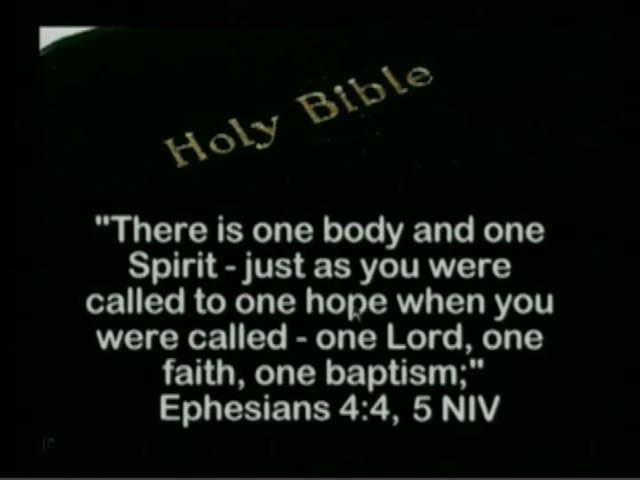 Holy Bible
"There is one body and one
Spirit - just as you were
called to one hope when you
were called - one Lord, one
faith, one baptism;"
Ephesians 4:4, 5 NIV